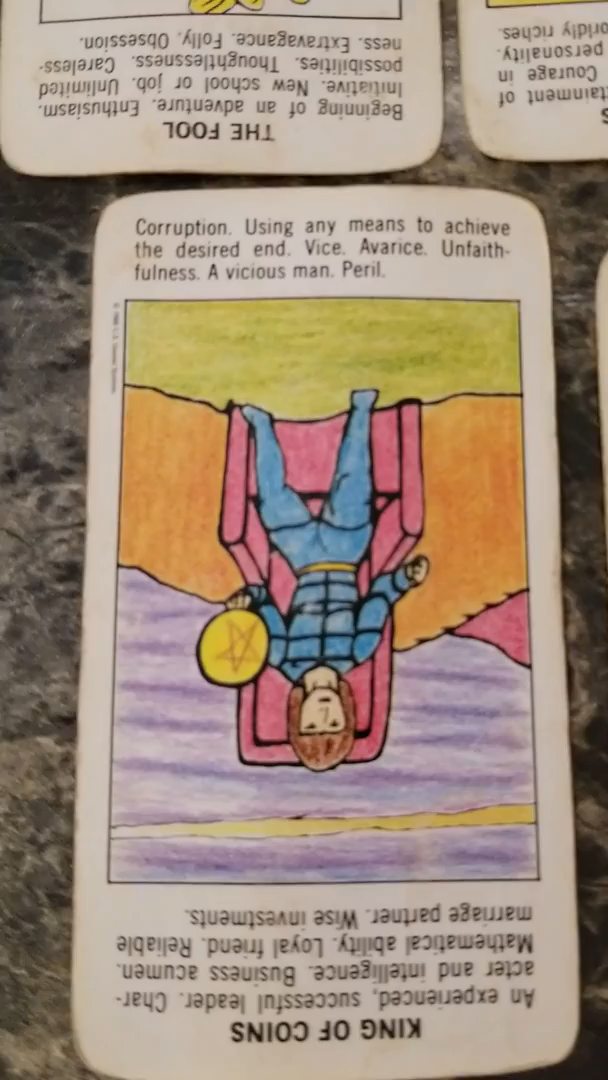 THE FOOL
Beginning of an adventure. Enthusiasm.
Initiative. New school or job. Unlimited
possibilities. Thoughtlessness. Careless-
ness. Extravagance. Folly. Obsession.
tainment of
Courage in
personality.
orldly riches.
Corruption. Using any means to achieve
the desired end. Vice. Avarice. Unfaith-
fulness. A vicious man. Peril.
KING OF COINS
An experienced, successful leader. Char-
acter and intelligence. Business acumen.
Mathematical ability. Loyal friend. Reliable
marriage partner. Wise investments.